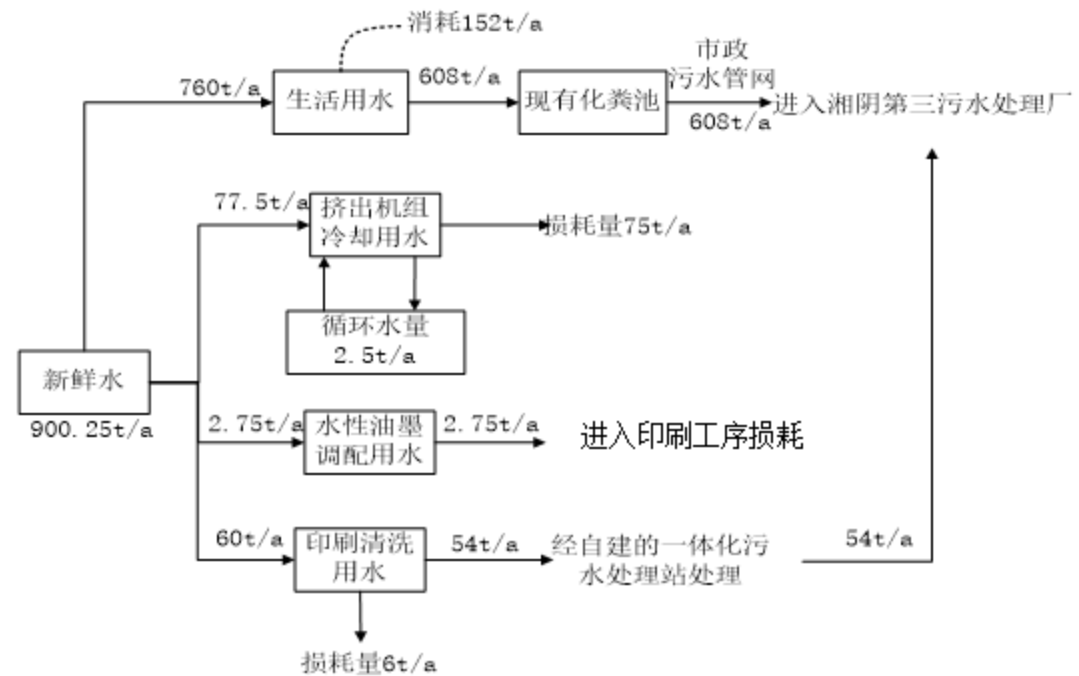 消耗152t/a
760t/a
生活用水
608t/a
现有化粪池
市政
污水管网
608t/a
进入湘阴第三污水处理厂
77.5t/a
挤出机组
冷却用水
损耗量75t/a
循环水量
2.5t/a
新鲜水
900.25t/a
2.75t/a
水性油墨
调配用水
2.75t/a
进入印刷工序损耗
60t/a
印刷清洗
用水
54t/a
经自建的一体化污
水处理站处理
54t/a
损耗量6t/a